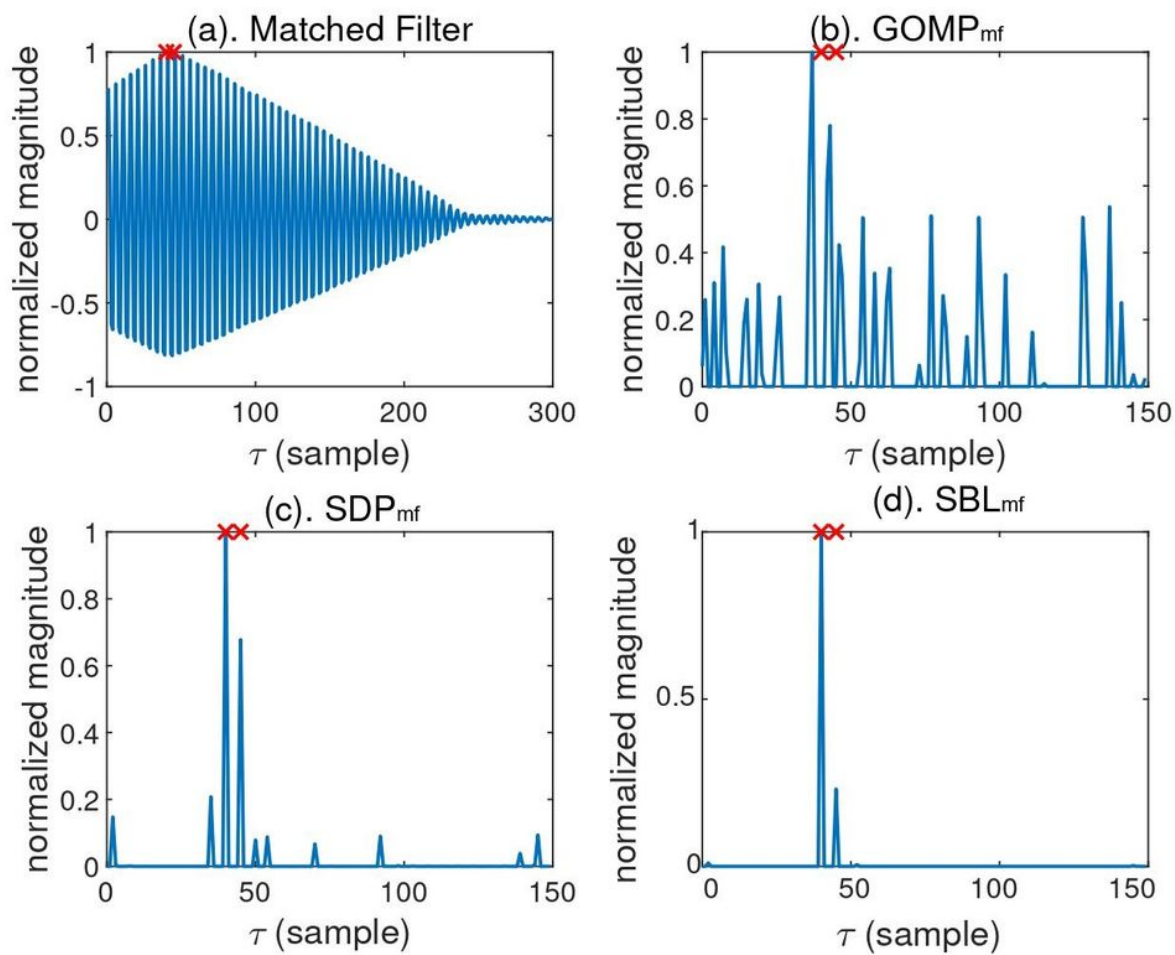 (a). Matched Filter
normalized magnitude
1
0.5
0
-0.5
-1
0 100 200 300
τ (sample)
(b). GOMPmf
normalized magnitude
1
0.8
0.6
0.4
0.2
0
0 50 100 150
τ (sample)
(c). SDPmf
normalized magnitude
1
0.8
0.6
0.4
0.2
0
0 50 100 150
τ (sample)
(d). SBLmf
normalized magnitude
1
0.5
0
0 50 100 150
τ (sample)